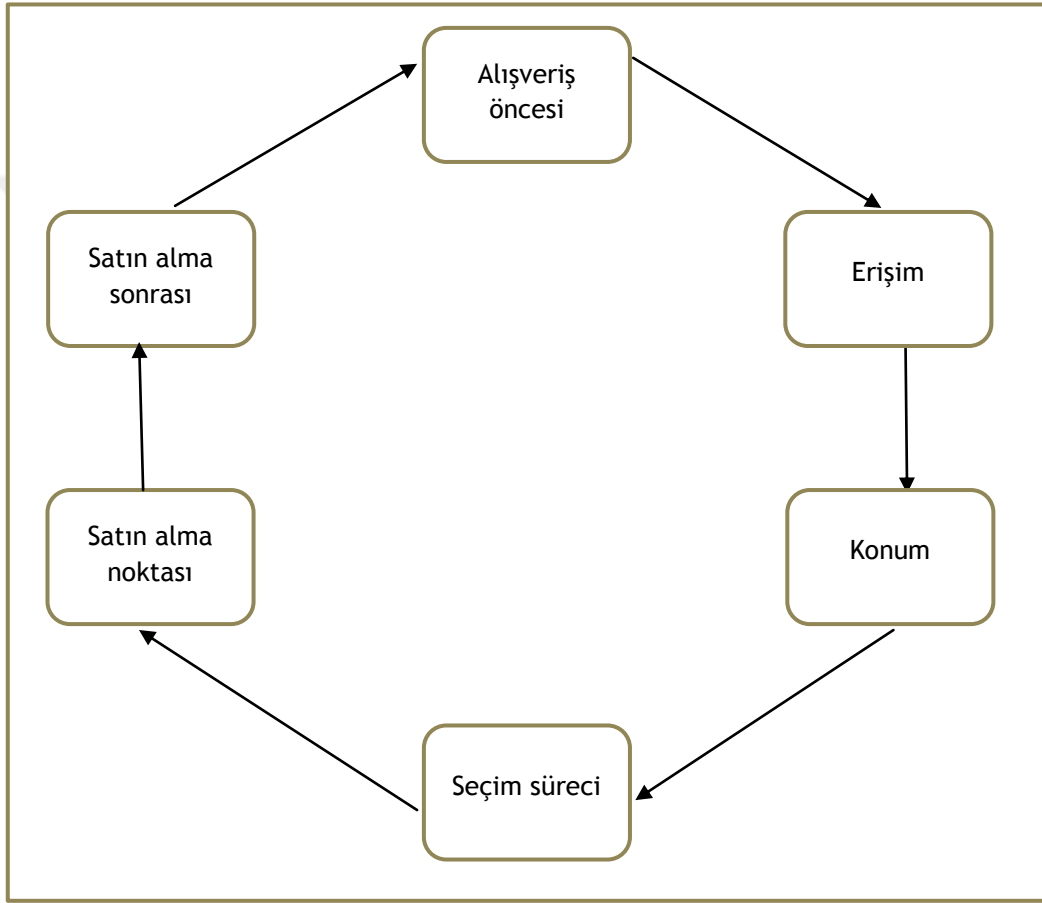 Alışveriş
öncesi
Erişim
Konum
Seçim süreci
Satın alma
noktası
Satın alma
sonrası